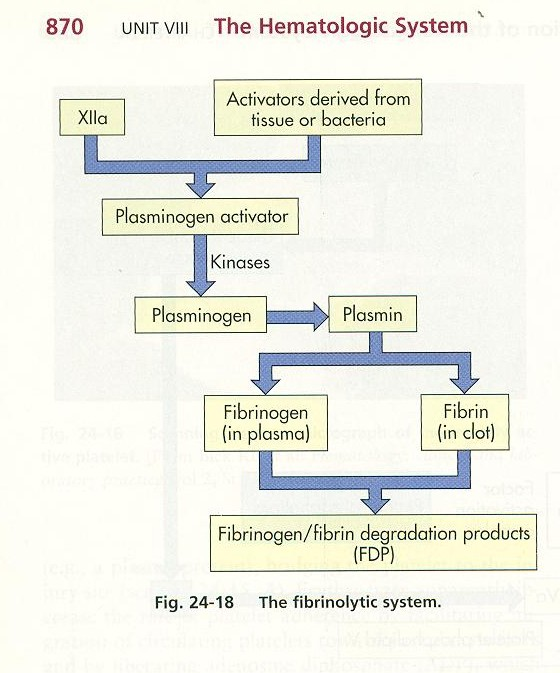 870 UNIT VIII The Hematologic System
Activators derived from
tissue or bacteria
XIIa
Plasminogen activator
Kinases
Plasminogen
Plasmin
Fibrinogen
(in plasma)
Fibrin
(in clot)
Fibrinogen/fibrin degradation products
(FDP)
Fig. 24-18 The fibrinolytic system.